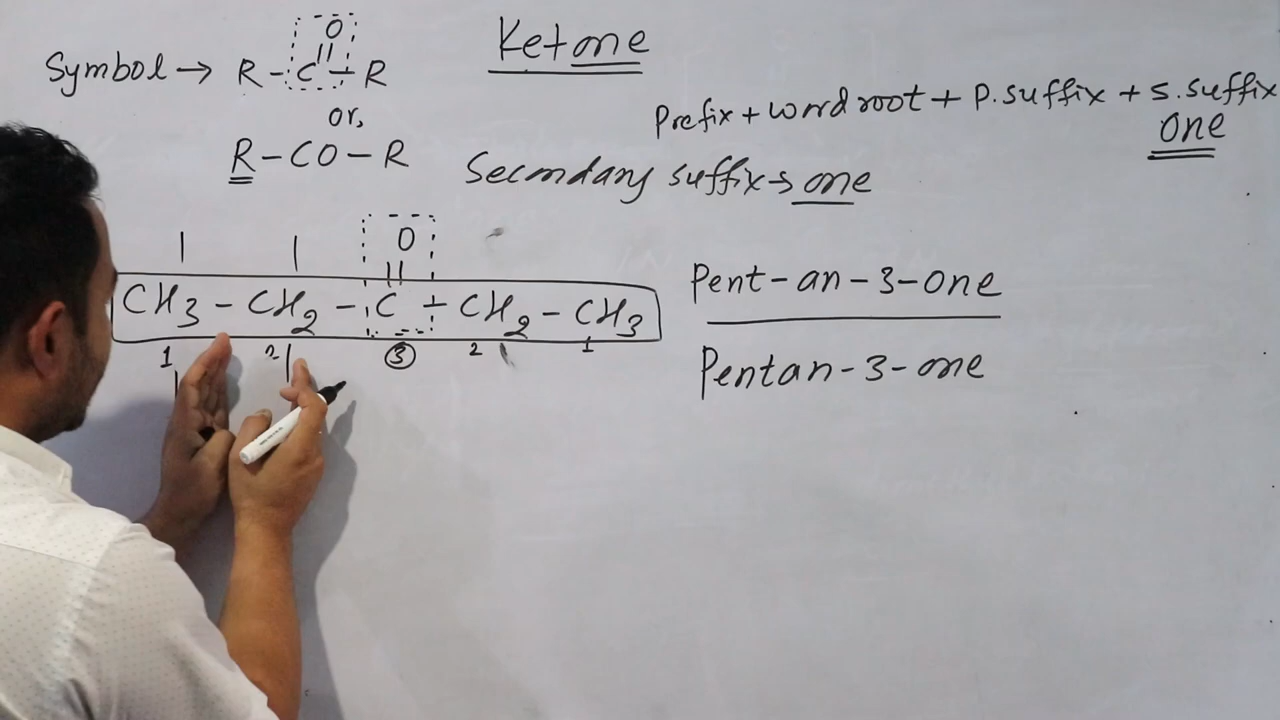 Ketone
Symbol → R-C-R
O
||
or,
R-CO-R
Prefix + word root + P.suffix + S.suffix
one
Secondary suffix → one
O
||
CH3-CH2-C-CH2-CH3
1 2 3 2 1
Pent-an-3-one
Pentan-3-one